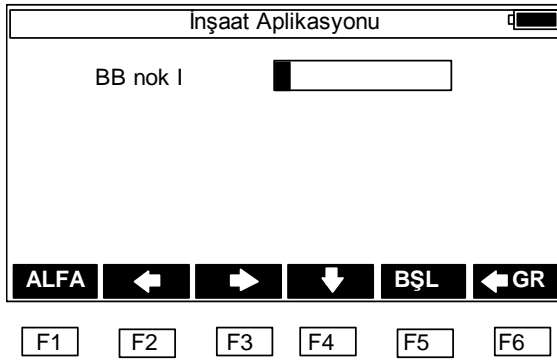 İnşaat Aplikasyonu
BB nok I
ALFA BŞL GR
F1 F2 F3 F4 F5 F6